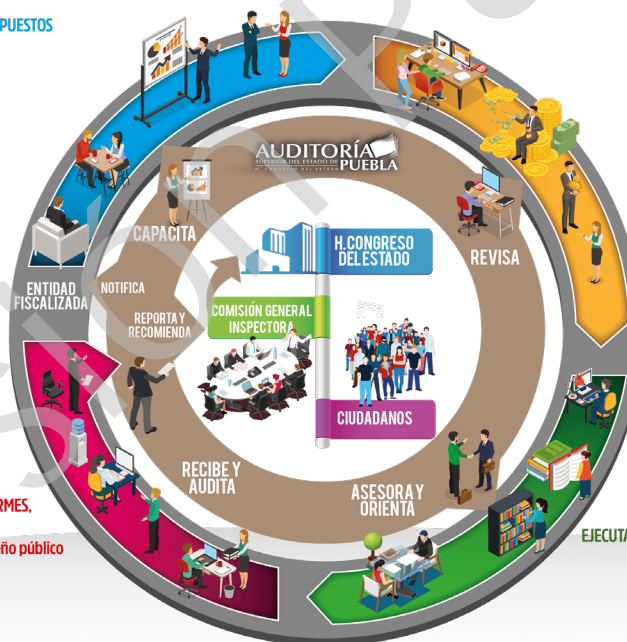 PUESTOS
AUDITORÍA
SUPERIOR DEL ESTADO DE PUEBLA
H. CONGRESO DEL ESTADO
CAPACITA
H. CONGRESO
DEL ESTADO
REVISA
ENTIDAD
FISCALIZADA
NOTIFICA
REPORTA Y
RECOMIENDA
COMISIÓN GENERAL
INSPECTORA
CIUDADANOS
RECIBE Y
AUDITA
ASESORA Y
ORIENTA
RMES,
ño público
EJECUTA